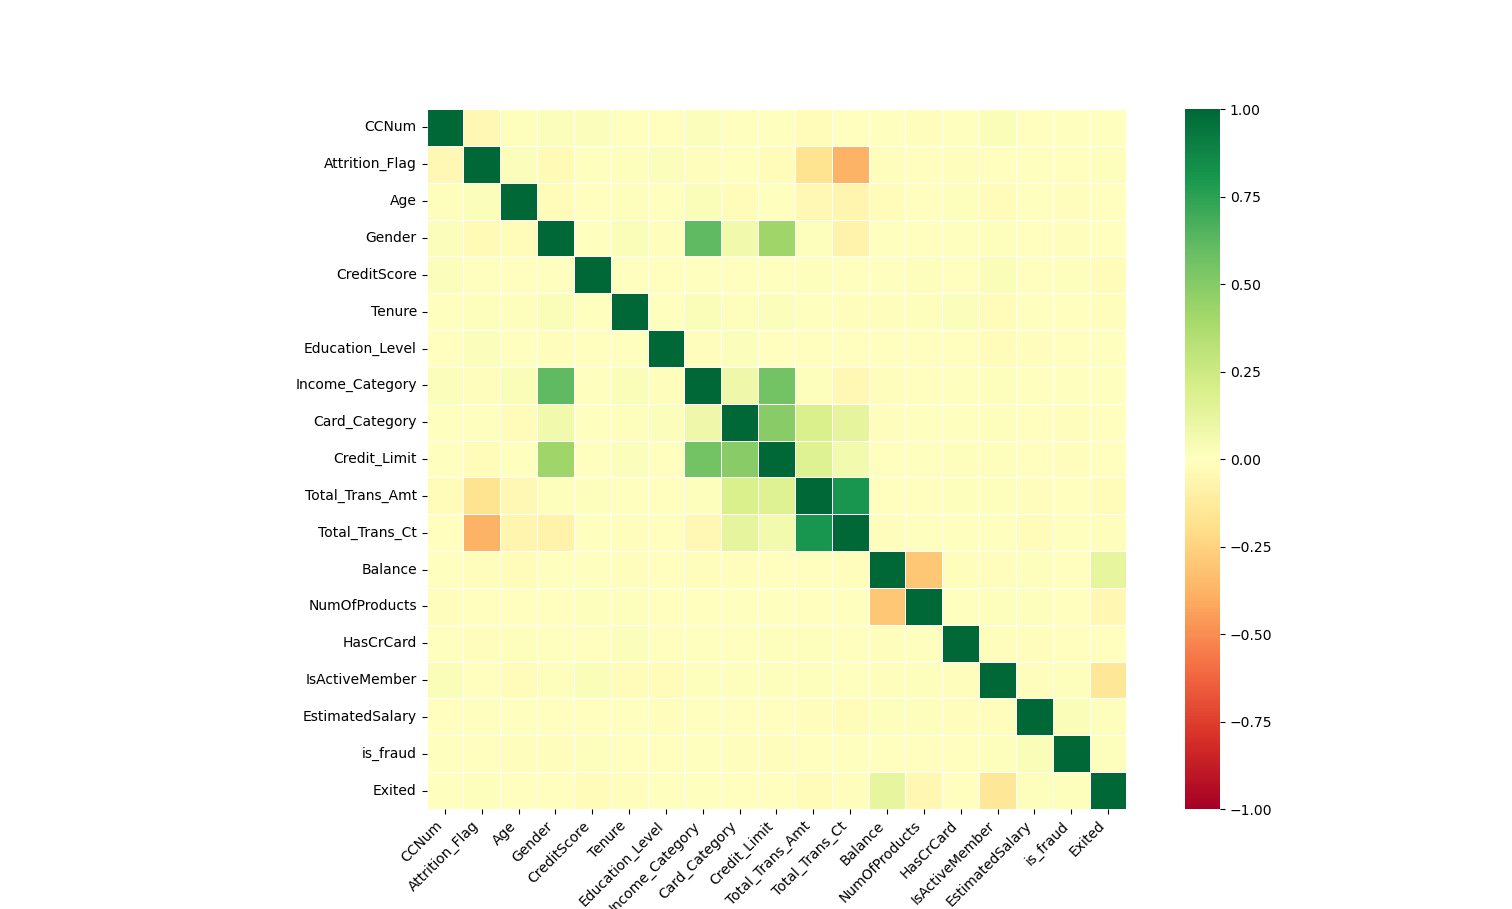 CCNum
Attrition_Flag
Age
Gender
CreditScore
Tenure
Education_Level
Income_Category
Card_Category
Credit_Limit
Total_Trans_Amt
Total_Trans_Ct
Balance
NumOfProducts
HasCrCard
IsActiveMember
EstimatedSalary
is_fraud
Exited
CCNum
Attrition_Flag
Age
Gender
CreditScore
Tenure
Education_Level
Income_Category
Card_Category
Credit_Limit
Total_Trans_Amt
Total_Trans_Ct
Balance
NumOfProducts
HasCrCard
IsActiveMember
EstimatedSalary
is_fraud
Exited
1.00
0.75
0.50
0.25
0.00
−0.25
−0.50
−0.75
−1.00